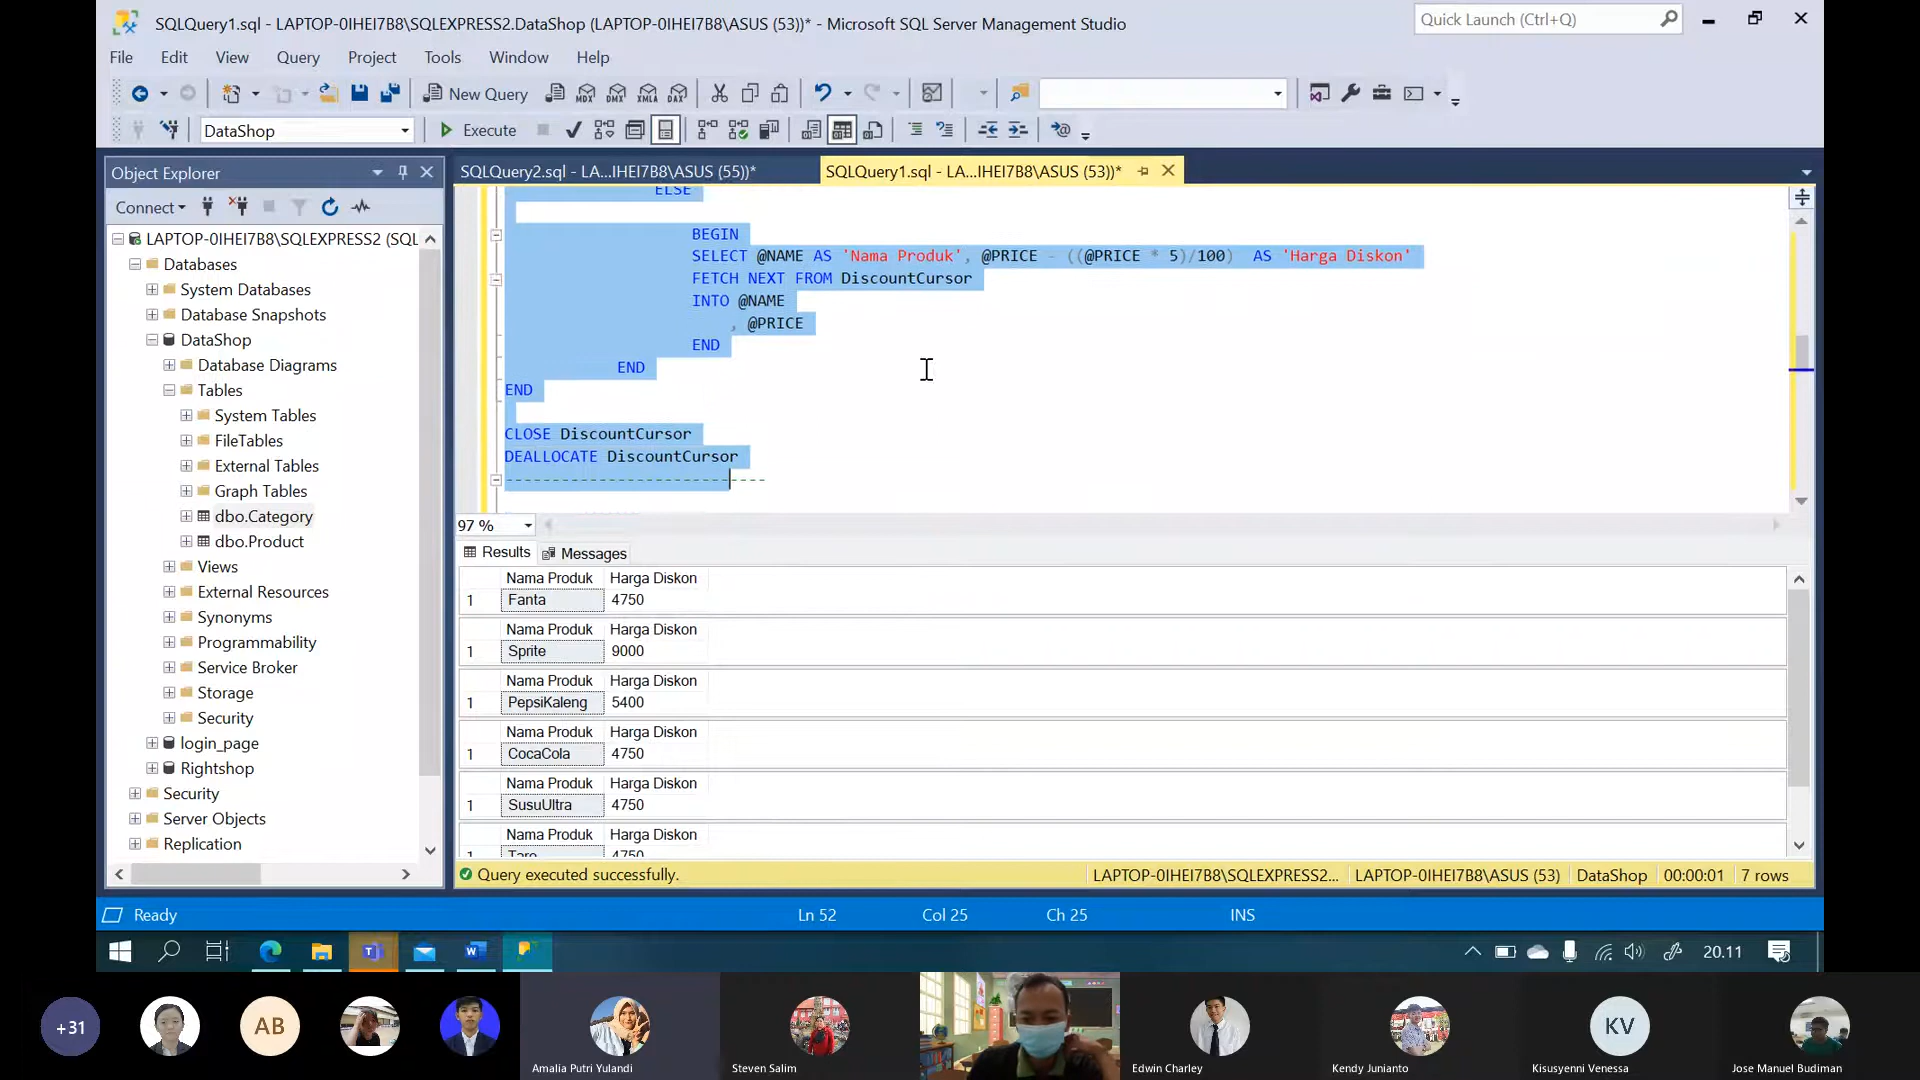 SQLQuery1.sql - LAPTOP-0IHEI7B8\SQLEXPRESS2.DataShop (LAPTOP-0IHEI7B8\ASUS (53))* - Microsoft SQL Server Management Studio
Quick Launch (Ctrl+Q)
File Edit View Query Project Tools Window Help
New Query
MDX DMX XMLA DAX
DataShop
Execute
Object Explorer
SQLQuery2.sql - LA...IHEI7B8\ASUS (55))*
SQLQuery1.sql - LA...IHEI7B8\ASUS (53))*
Connect
LAPTOP-0IHEI7B8\SQLEXPRESS2 (SQL
Databases
System Databases
Database Snapshots
DataShop
Database Diagrams
Tables
System Tables
FileTables
External Tables
Graph Tables
dbo.Category
dbo.Product
Views
External Resources
Synonyms
Programmability
Service Broker
Storage
Security
login_page
Rightshop
Security
Server Objects
Replication
ELSE
BEGIN
SELECT @NAME AS 'Nama Produk', @PRICE - ((@PRICE * 5)/100) AS 'Harga Diskon'
FETCH NEXT FROM DiscountCursor
INTO @NAME
, @PRICE
END
END
END
CLOSE DiscountCursor
DEALLOCATE DiscountCursor
----------------------------
97 %
Results Messages
Nama Produk Harga Diskon
1 Fanta 4750
Nama Produk Harga Diskon
1 Sprite 9000
Nama Produk Harga Diskon
1 PepsiKaleng 5400
Nama Produk Harga Diskon
1 CocaCola 4750
Nama Produk Harga Diskon
1 SusuUltra 4750
Nama Produk Harga Diskon
1 Taro 4750
Query executed successfully.
LAPTOP-0IHEI7B8\SQLEXPRESS2... LAPTOP-0IHEI7B8\ASUS (53) DataShop 00:00:01 7 rows
Ready
Ln 52 Col 25 Ch 25 INS
20.11
+31
AB
KV
Amalia Putri Yulandi
Steven Salim
Edwin Charley
Kendy Junianto
Kisusyenni Venessa
Jose Manuel Budiman